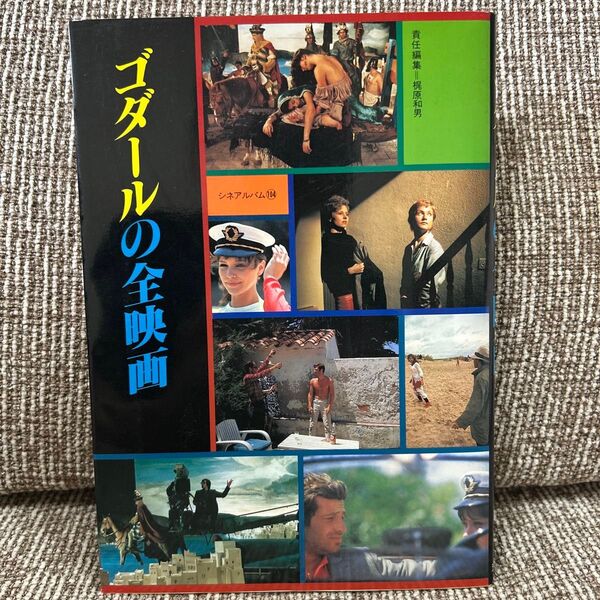 ゴダールの全映画
責任編集＝梶原和男
シネアルバム⑩④